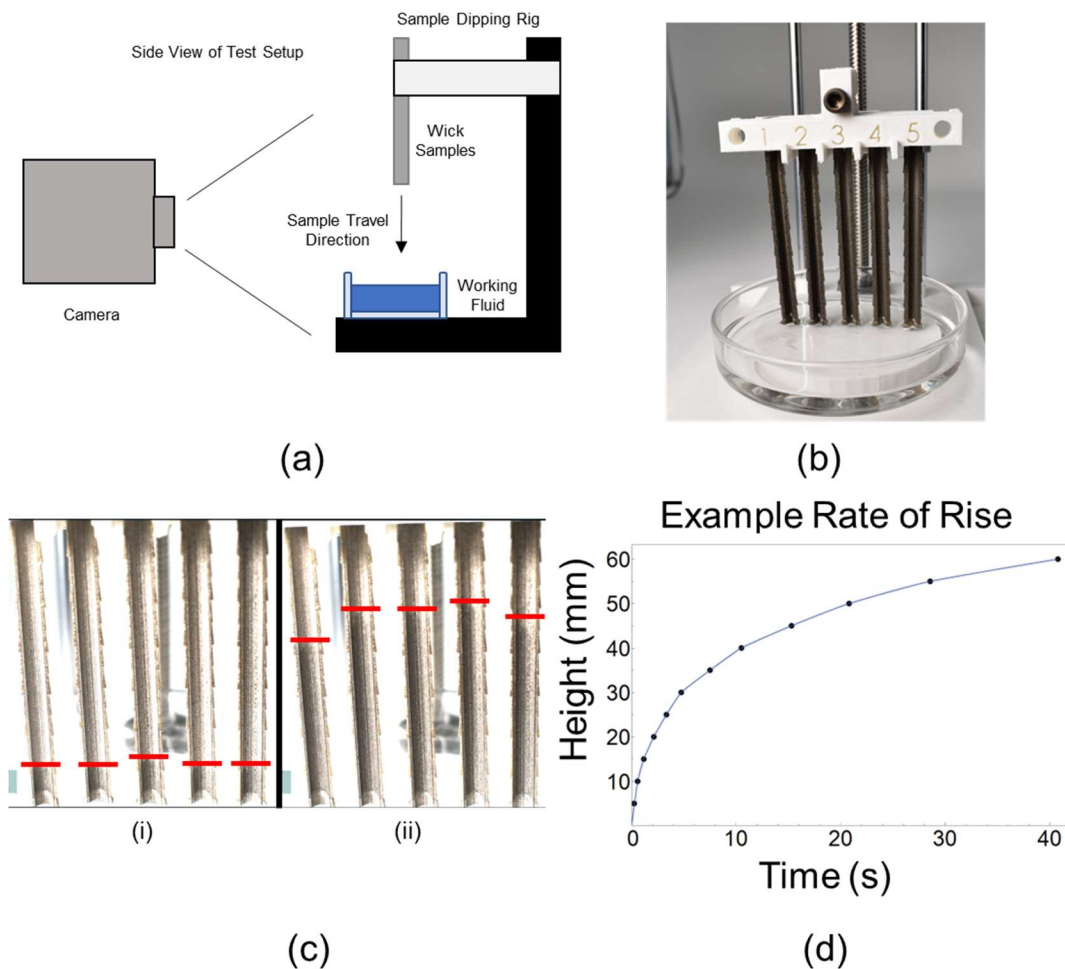 Sample Dipping Rig
Side View of Test Setup
Wick
Samples
Sample Travel
Direction
Working
Fluid
Camera
(a)
1 2 3 4 5
(b)
(i)
(ii)
(c)
Example Rate of Rise
Height (mm)
60
50
40
30
20
10
0 10 20 30 40
Time (s)
(d)